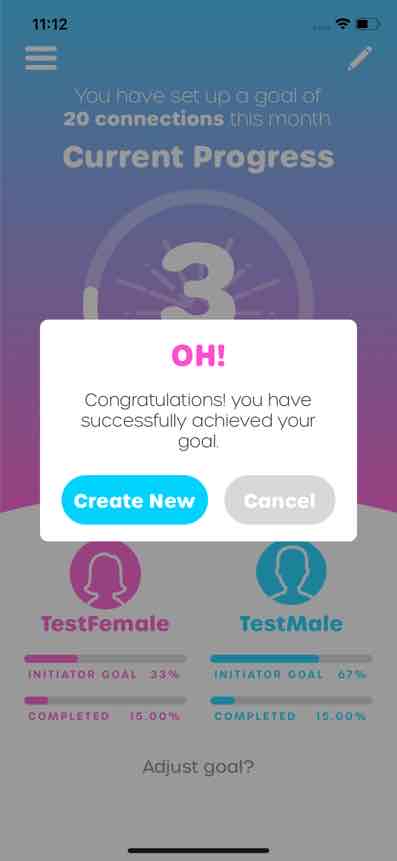 11:12
You have set up a goal of
20 connections this month
Current Progress
3
OH!
Congratulations! you have
successfully achieved your
goal.
Create New
Cancel
TestFemale
TestMale
INITIATOR GOAL 33%
INITIATOR GOAL 67%
COMPLETED 15.00%
COMPLETED 15.00%
Adjust goal?